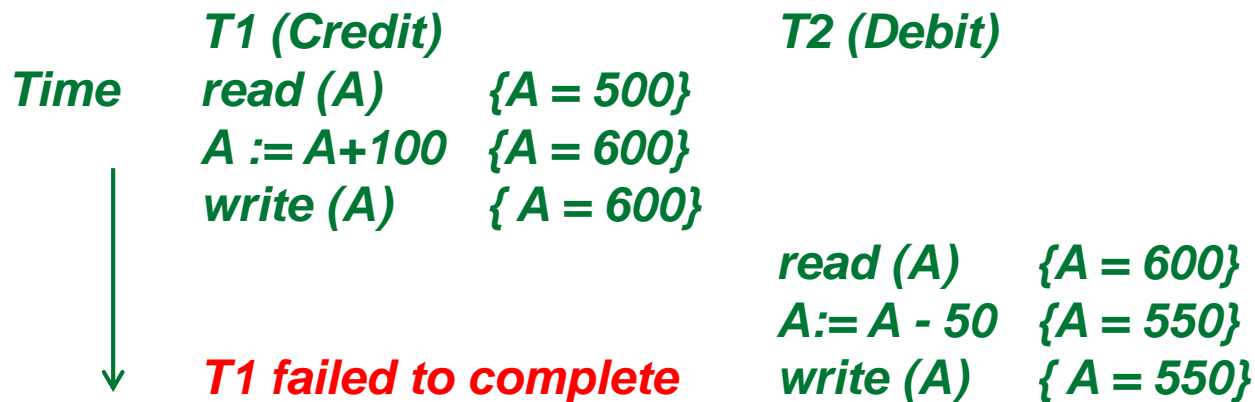 T1 (Credit) T2 (Debit)
Time read (A) {A = 500}
A := A+100 {A = 600}
write (A) { A = 600}
read (A) {A = 600}
A:= A - 50 {A = 550}
T1 failed to complete write (A) { A = 550}